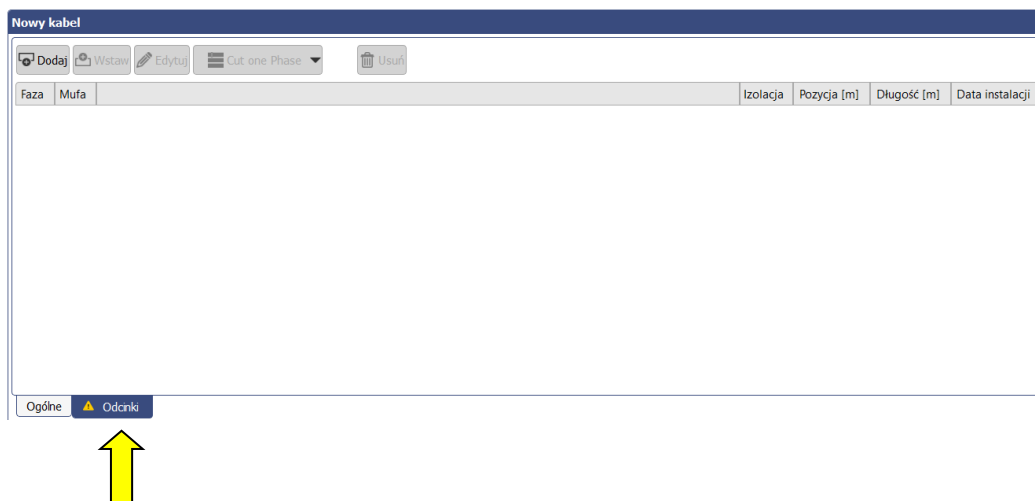 Nowy kabel
Dodaj Wstaw Edytuj Cut one Phase Usuń
Faza Mufa Izolacja Pozycja [m] Długość [m] Data instalacji
Ogólne Odcinki